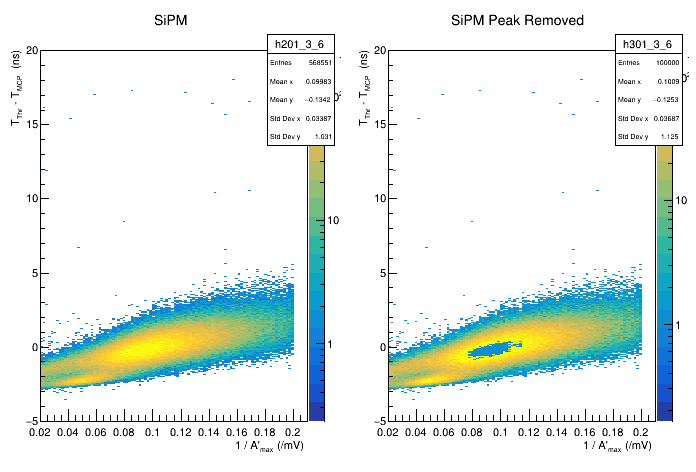 SiPM
h201_3_6
Entries 568551
Mean x 0.09983
Mean y −0.1342
Std Dev x 0.03387
Std Dev y 1.031
T_Thr - T_MCP (ns)
20
15
10
5
0
−5
0.02 0.04 0.06 0.08 0.1 0.12 0.14 0.16 0.18 0.2
1 / A'_max (/mV)
10
1
SiPM Peak Removed
h301_3_6
Entries 100000
Mean x 0.1009
Mean y −0.1253
Std Dev x 0.03687
Std Dev y 1.125
T_Thr - T_MCP (ns)
20
15
10
5
0
−5
0.02 0.04 0.06 0.08 0.1 0.12 0.14 0.16 0.18 0.2
1 / A'_max (/mV)
10
1